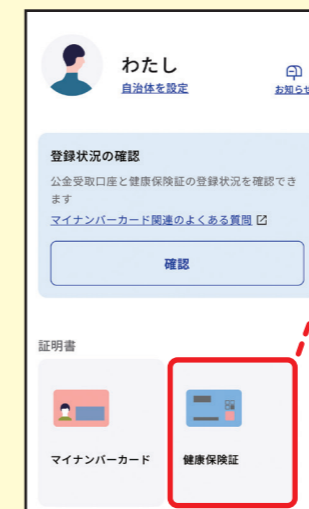 わたし
自治体を設定
お知らせ
登録状況の確認
公金受取口座と健康保険証の登録状況を確認でき
ます
マイナンバーカード関連のよくある質問
確認
証明書
マイナンバーカード
健康保険証